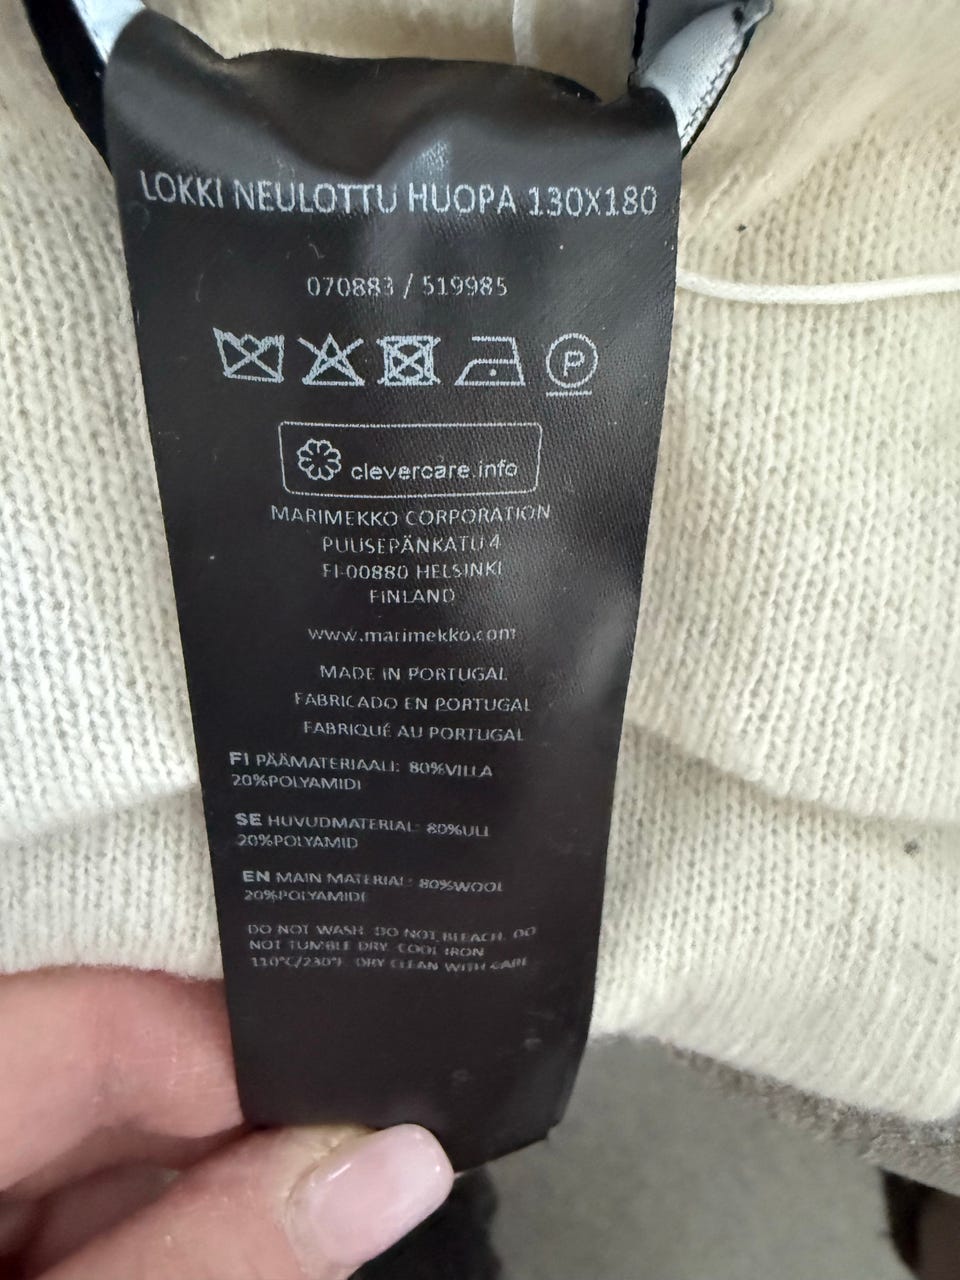 LOKKI NEULOTTU HUOPA 130X180
070883 / 519985
P
clevercare.info
MARIMEKKO CORPORATION
PUUSEPÄNKATU 4
FI-00880 HELSINKI
FINLAND
www.marimekko.com
MADE IN PORTUGAL
FABRICADO EN PORTUGAL
FABRIQUÉ AU PORTUGAL
FI PÄÄMATERIAALI: 80%VILLA
20%POLYAMIDI
SE HUVUDMATERIAL: 80%ULL
20%POLYAMID
EN MAIN MATERIAL: 80%WOOL
20%POLYAMIDE
DO NOT WASH. DO NOT BLEACH. DO
NOT TUMBLE DRY. COOL IRON
110°C/230°F. DRY CLEAN WITH CARE